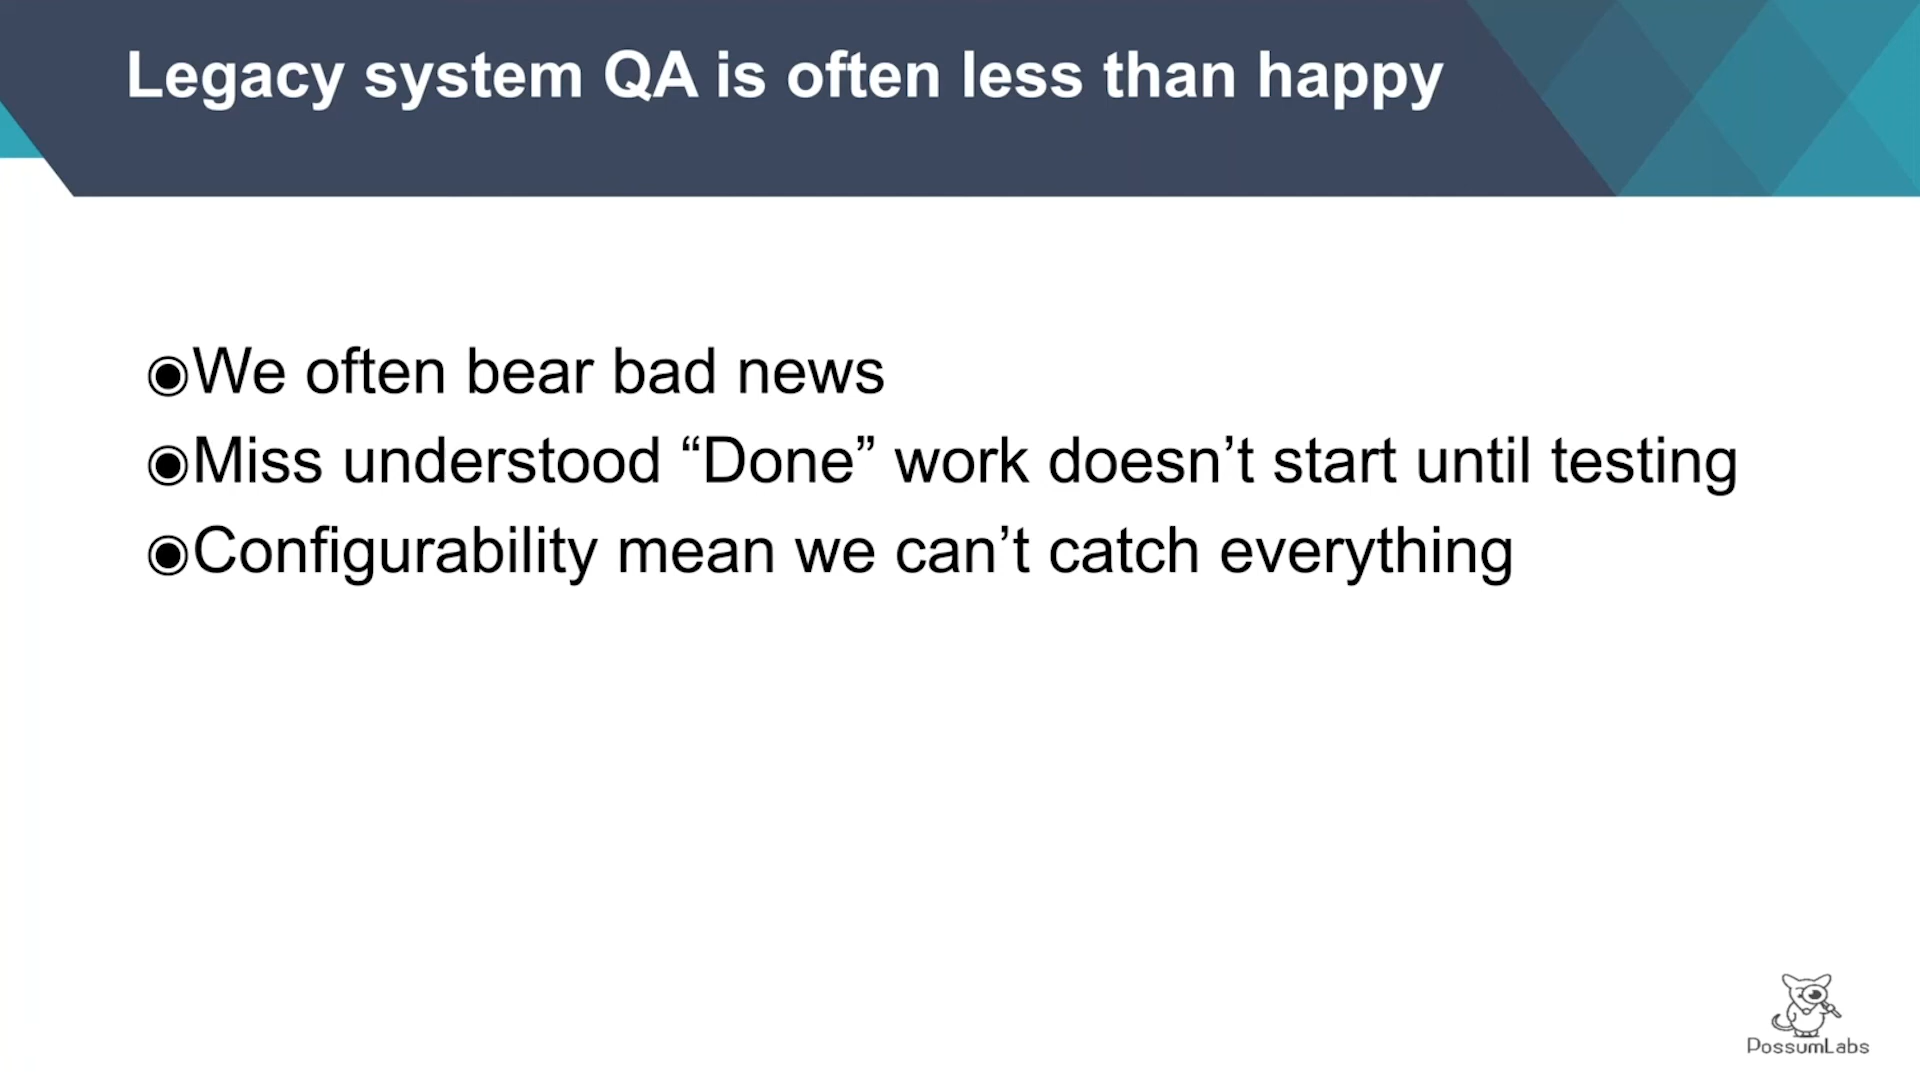 Legacy system QA is often less than happy
◉We often bear bad news
◉Miss understood “Done” work doesn’t start until testing
◉Configurability mean we can’t catch everything
PossumLabs